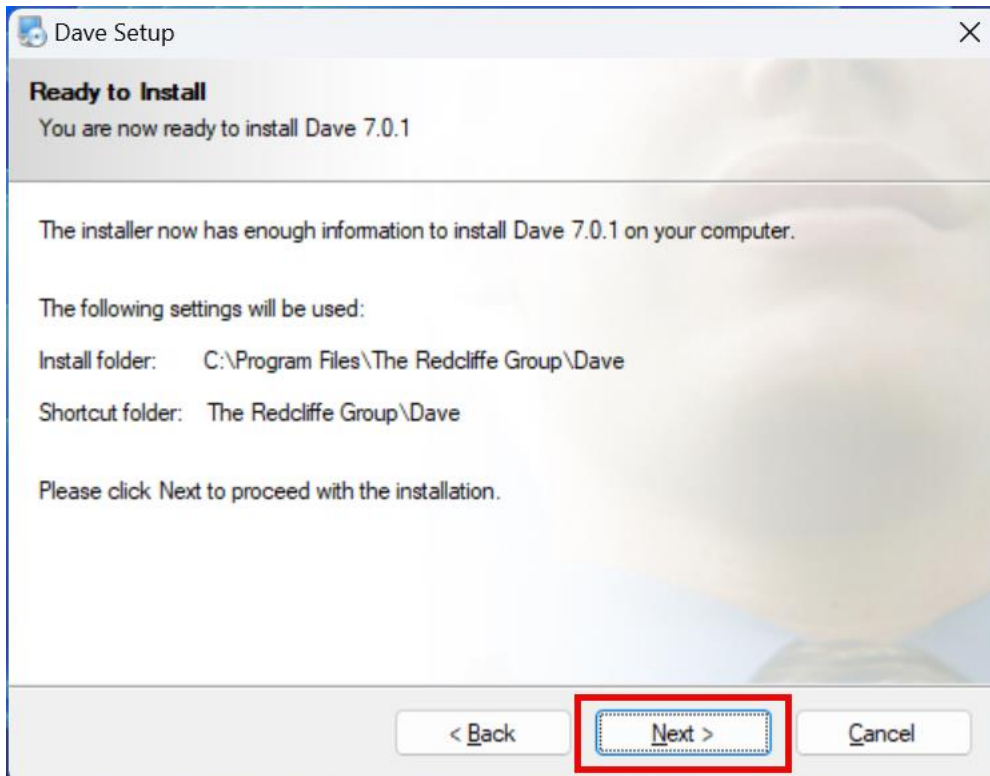 Dave Setup
Ready to Install
You are now ready to install Dave 7.0.1
The installer now has enough information to install Dave 7.0.1 on your computer.
The following settings will be used:
Install folder: C:\Program Files\The Redcliffe Group\Dave
Shortcut folder: The Redcliffe Group\Dave
Please click Next to proceed with the installation.
< Back Next > Cancel